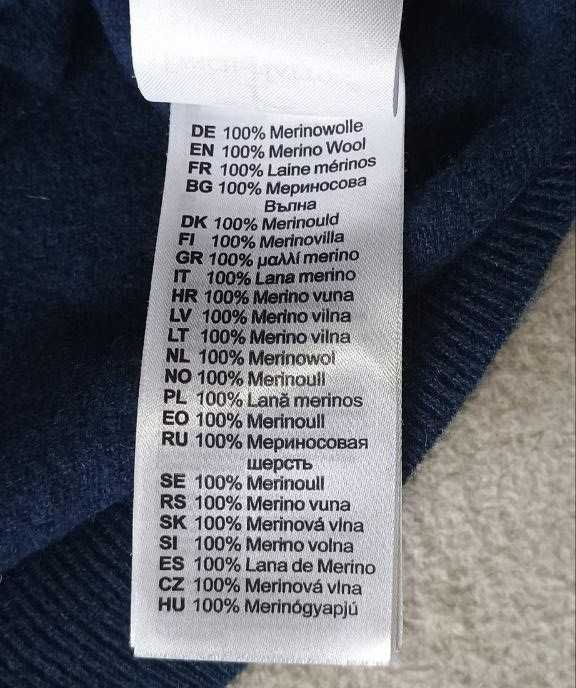 DE 100% Merinowolle
EN 100% Merino Wool
FR 100% Laine mérinos
BG 100% Мериносова
Вълна
DK 100% Merinould
FI 100% Merinovilla
GR 100% μαλλί merino
IT 100% Lana merino
HR 100% Merino vuna
LV 100% Merino vilna
LT 100% Merino vilna
NL 100% Merinowol
NO 100% Merinoull
PL 100% Lană merinos
EO 100% Merinoull
RU 100% Мериносовая
шерсть
SE 100% Merinoull
RS 100% Merino vuna
SK 100% Merinová vlna
SI 100% Merino volna
ES 100% Lana de Merino
CZ 100% Merinová vlna
HU 100% Merinógyapjú